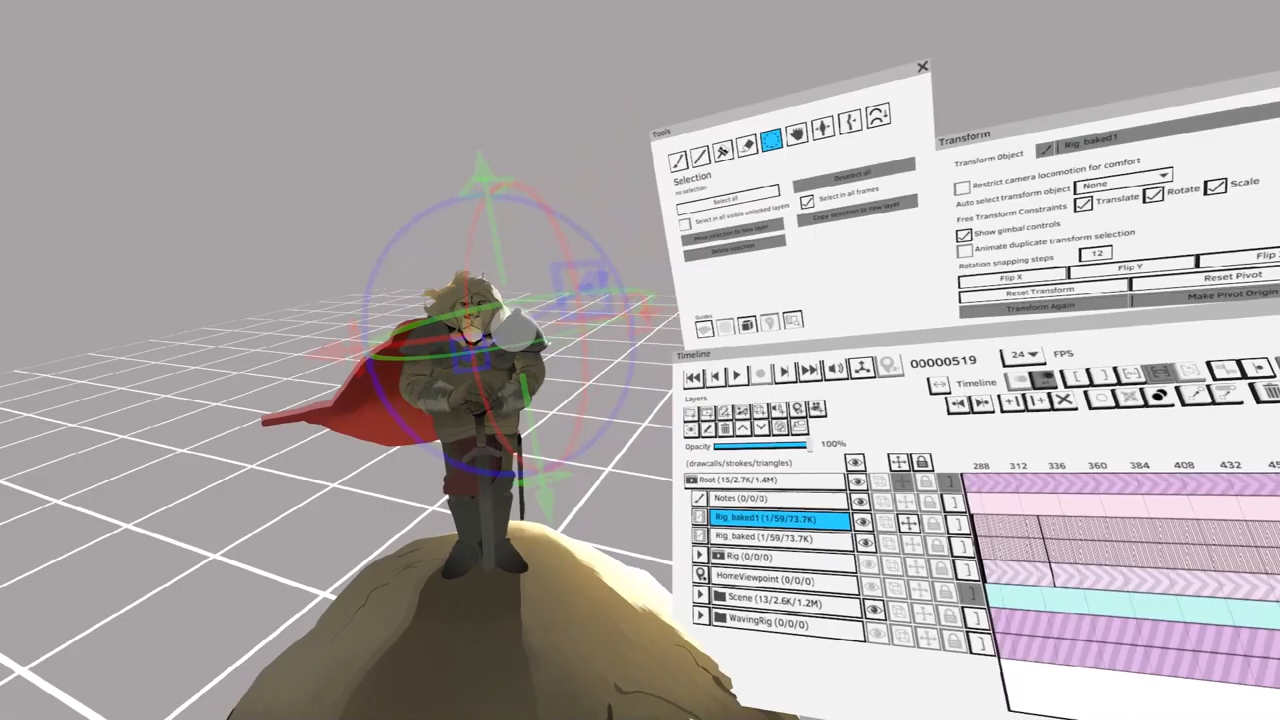 Tools
Selection
no selection
Select all
Deselect all
Select in all visible unlocked layers
Select in all frames
Move selection to new layer
Copy selection to new layer
Delete selection
Guides
Transform
Transform Object
Rig_baked1
Restrict camera locomotion for comfort
Auto select transform object
None
Free Transform Constraints
Translate
Rotate
Scale
Show gimbal controls
Animate duplicate transform selection
Rotation snapping steps
12
Flip X
Flip Y
Flip Z
Reset Transform
Reset Pivot
Transform Again
Make Pivot Origin
Timeline
00000519
24
FPS
Layers
Timeline
Opacity
100%
(drawcalls/strokes/triangles)
288 312 336 360 384 408 432
Root (15/2.7K/1.4M)
Notes (0/0/0)
Rig_baked1 (1/59/73.7K)
Rig_baked (1/59/73.7K)
Rig (0/0/0)
HomeViewpoint (0/0/0)
Scene (13/2.6K/1.2M)
WavingRig (0/0/0)